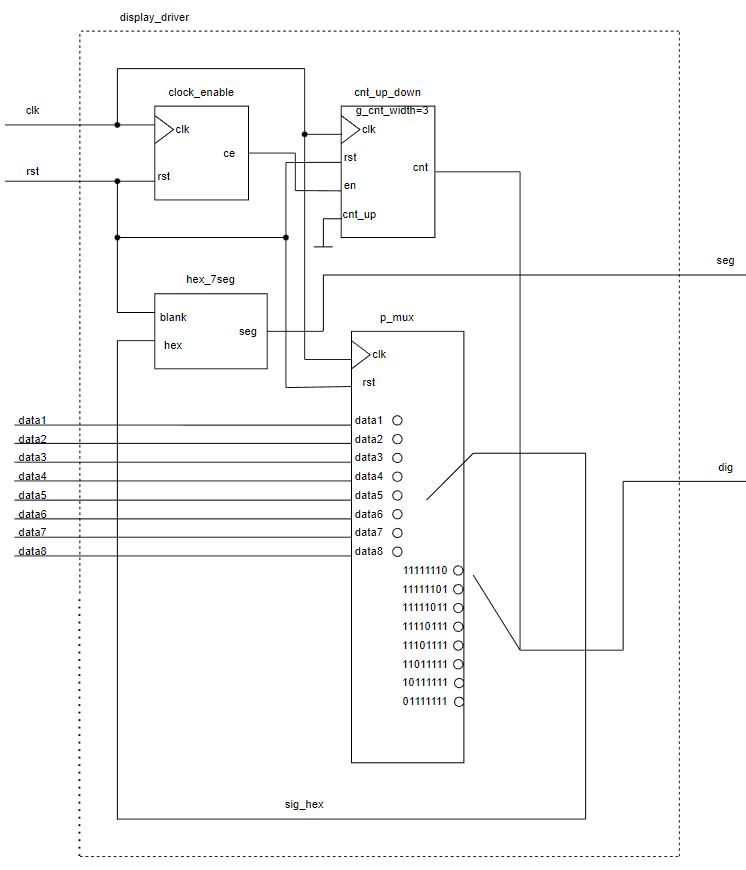 display_driver
clock_enable
cnt_up_down
g_cnt_width=3
clk
clk
clk
rst
ce
cnt
rst
rst
en
cnt_up
seg
hex_7seg
blank
seg
hex
p_mux
clk
rst
data1
data1
data2
data2
data3
data3
data4
data4
data5
data5
data6
data6
data7
data7
data8
data8
dig
11111110
11111101
11111011
11110111
11101111
11011111
10111111
01111111
sig_hex